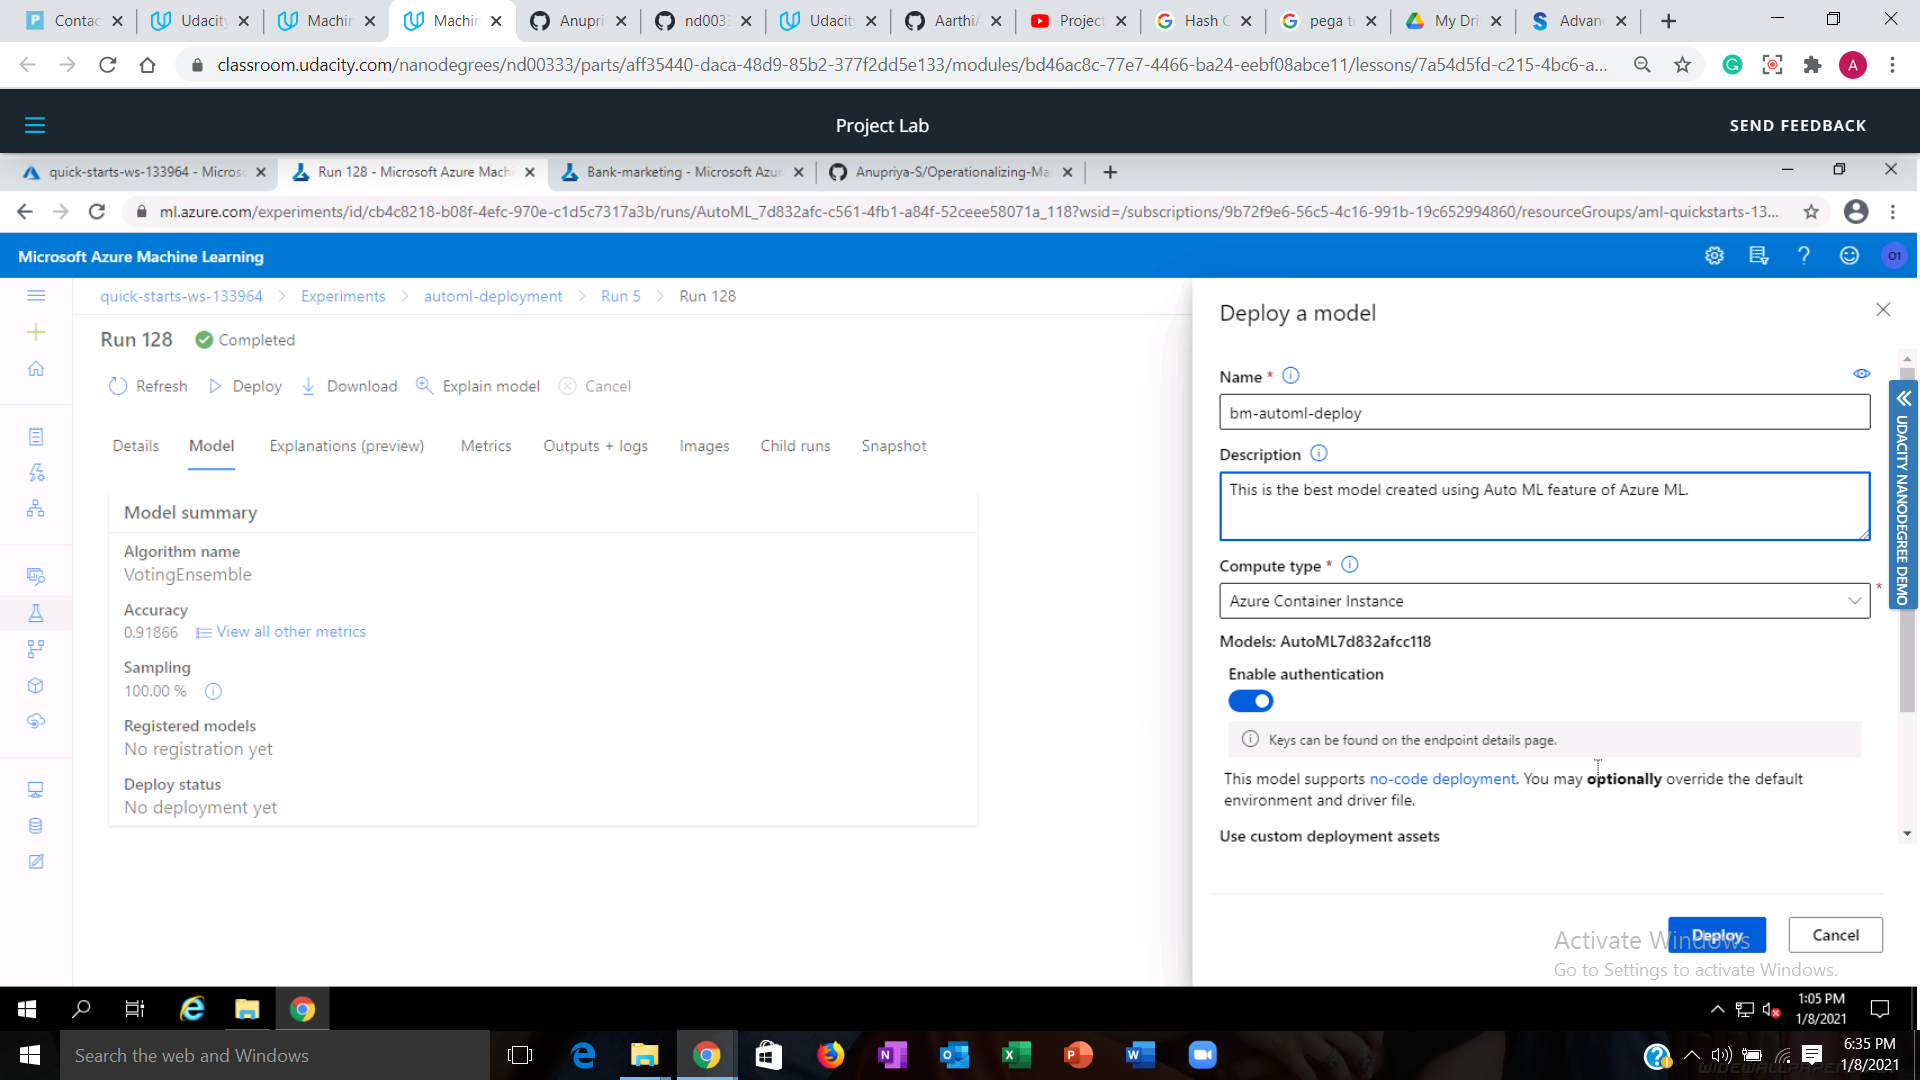 Contac
Udacity
Machin
Machin
Anupri
nd003
Udacity
Aarthi
Project
Hash
pega t
My Dri
Advan
classroom.udacity.com/nanodegrees/nd00333/parts/aff35440-daca-48d9-85b2-377f2dd5e133/modules/bd46ac8c-77e7-4466-ba24-eebf08abce11/lessons/7a54d5fd-c215-4bc6-a...
A
Project Lab
SEND FEEDBACK
quick-starts-ws-133964 - Micros
Run 128 - Microsoft Azure Machi
Bank-marketing - Microsoft Azur
Anupriya-S/Operationalizing-Ma
ml.azure.com/experiments/id/cb4c8218-b08f-4efc-970e-c1d5c7317a3b/runs/AutoML_7d832afc-c561-4fb1-a84f-52ceee58071a_118?wsid=/subscriptions/9b72f9e6-56c5-4c16-991b-19c652994860/resourceGroups/aml-quickstarts-13...
Microsoft Azure Machine Learning
O1
quick-starts-ws-133964 > Experiments > automl-deployment > Run 5 > Run 128
Run 128 Completed
Refresh Deploy Download Explain model Cancel
Details Model Explanations (preview) Metrics Outputs + logs Images Child runs Snapshot
Model summary
Algorithm name
VotingEnsemble
Accuracy
0.91866 View all other metrics
Sampling
100.00 %
Registered models
No registration yet
Deploy status
No deployment yet
Deploy a model
Name *
bm-automl-deploy
Description
This is the best model created using Auto ML feature of Azure ML.
Compute type *
Azure Container Instance
*
Models: AutoML7d832afcc118
Enable authentication
Keys can be found on the endpoint details page.
This model supports no-code deployment. You may optionally override the default
environment and driver file.
Use custom deployment assets
Deploy Cancel
UDACITY NANODEGREE DEMO
Activate Windows
Go to Settings to activate Windows.
1:05 PM
1/8/2021
Search the web and Windows
6:35 PM
1/8/2021